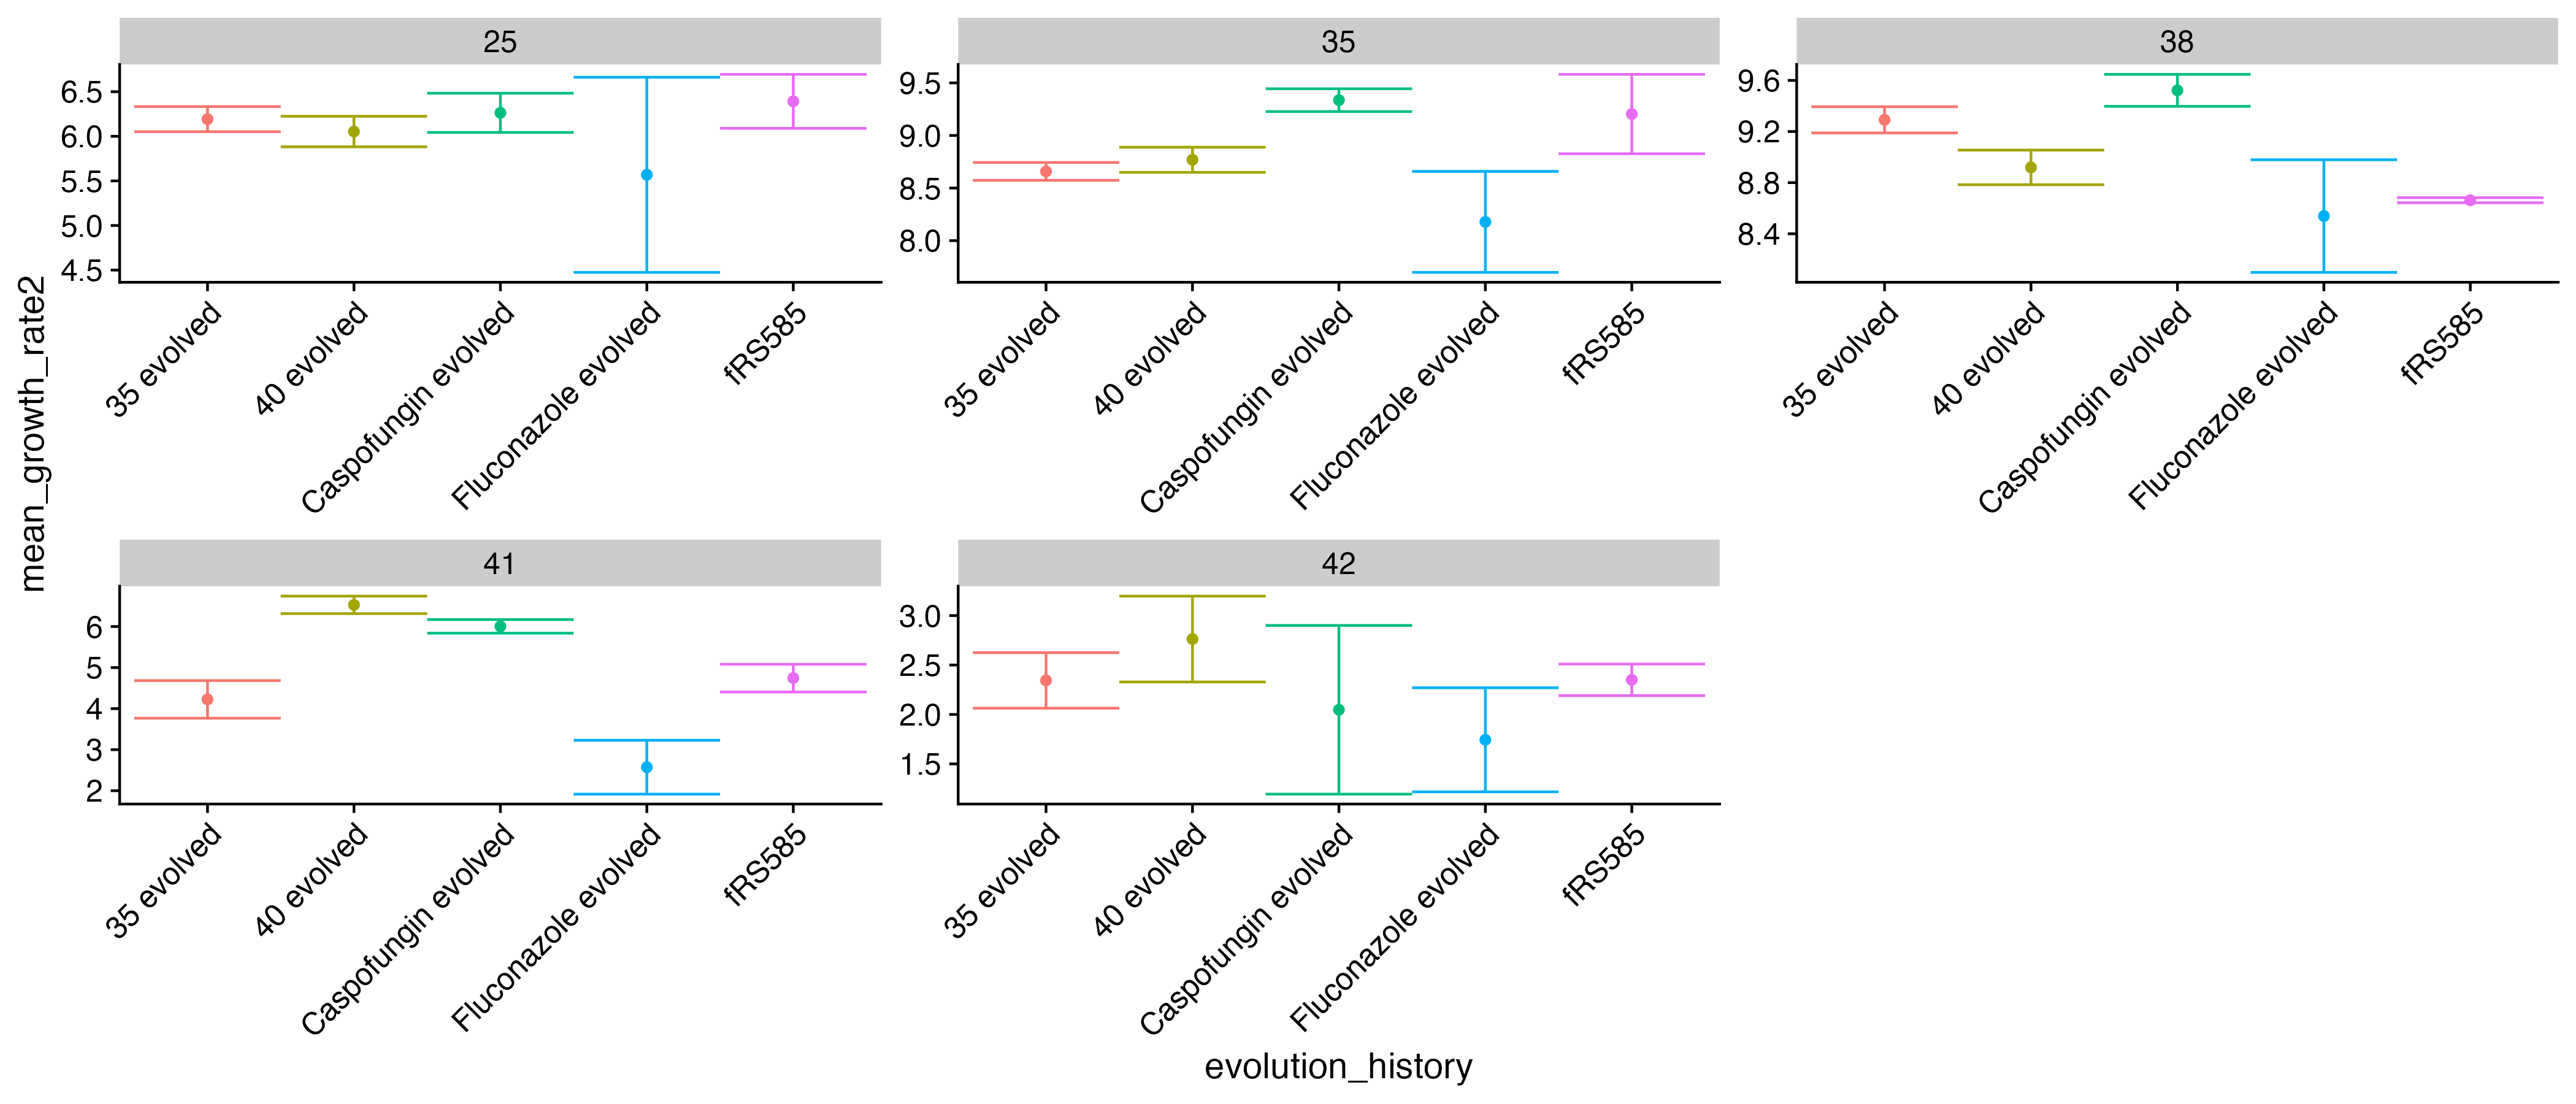 mean_growth_rate2
25
6.5
6.0
5.5
5.0
4.5
35 evolved
40 evolved
Caspofungin evolved
Fluconazole evolved
fRS585
35
9.5
9.0
8.5
8.0
35 evolved
40 evolved
Caspofungin evolved
Fluconazole evolved
fRS585
38
9.6
9.2
8.8
8.4
35 evolved
40 evolved
Caspofungin evolved
Fluconazole evolved
fRS585
41
6
5
4
3
2
35 evolved
40 evolved
Caspofungin evolved
Fluconazole evolved
fRS585
42
3.0
2.5
2.0
1.5
35 evolved
40 evolved
Caspofungin evolved
Fluconazole evolved
fRS585
evolution_history